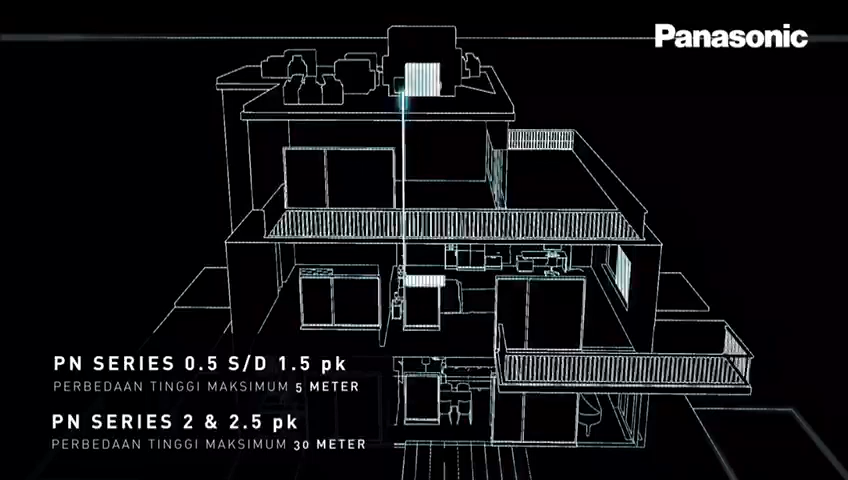 Panasonic
PN SERIES 0.5 S/D 1.5 pk
PERBEDAAN TINGGI MAKSIMUM 5 METER
PN SERIES 2 & 2.5 pk
PERBEDAAN TINGGI MAKSIMUM 30 METER